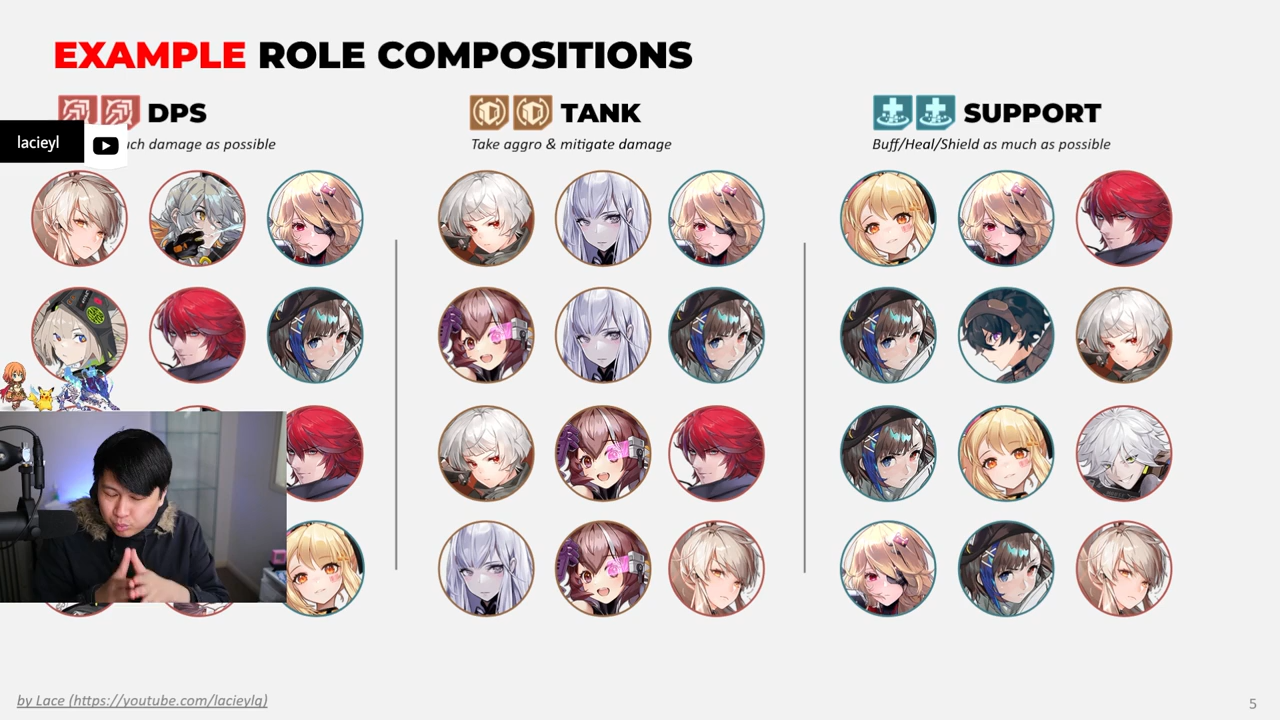 EXAMPLE ROLE COMPOSITIONS
DPS
TANK
SUPPORT
lacieyl
damage as possible
Take aggro & mitigate damage
Buff/Heal/Shield as much as possible
by Lace (https://youtube.com/lacieylq)
5